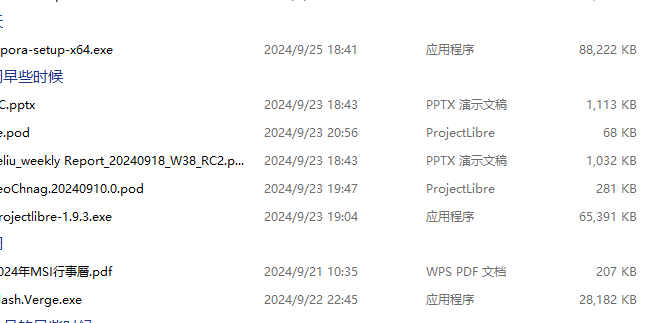 pora-setup-x64.exe 2024/9/25 18:41 应用程序 88,222 KB
早些时候
C.pptx 2024/9/23 18:43 PPTX 演示文稿 1,113 KB
e.pod 2024/9/23 20:56 ProjectLibre 68 KB
eliu_weekly Report_20240918_W38_RC2.p... 2024/9/23 18:43 PPTX 演示文稿 1,032 KB
eoChnag.20240910.0.pod 2024/9/23 19:47 ProjectLibre 281 KB
rojectlibre-1.9.3.exe 2024/9/23 19:04 应用程序 65,391 KB
024年MSI行事曆.pdf 2024/9/21 10:35 WPS PDF 文档 207 KB
lash.Verge.exe 2024/9/22 22:45 应用程序 28,182 KB